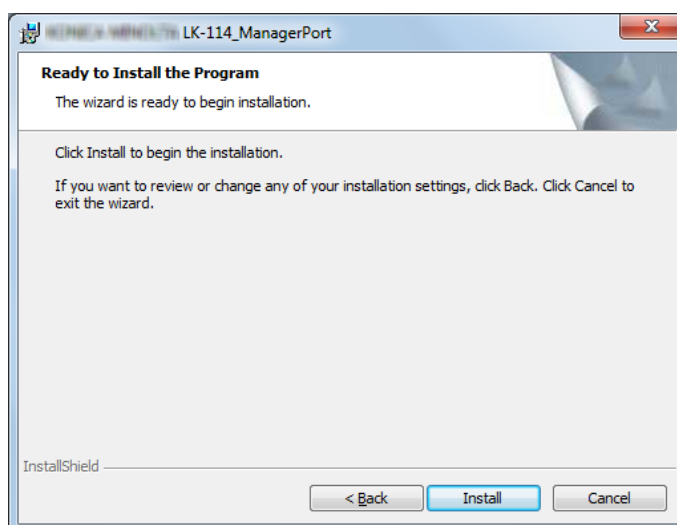 LK-114_ManagerPort
Ready to Install the Program
The wizard is ready to begin installation.
Click Install to begin the installation.
If you want to review or change any of your installation settings, click Back. Click Cancel to
exit the wizard.
InstallShield
< Back
Install
Cancel